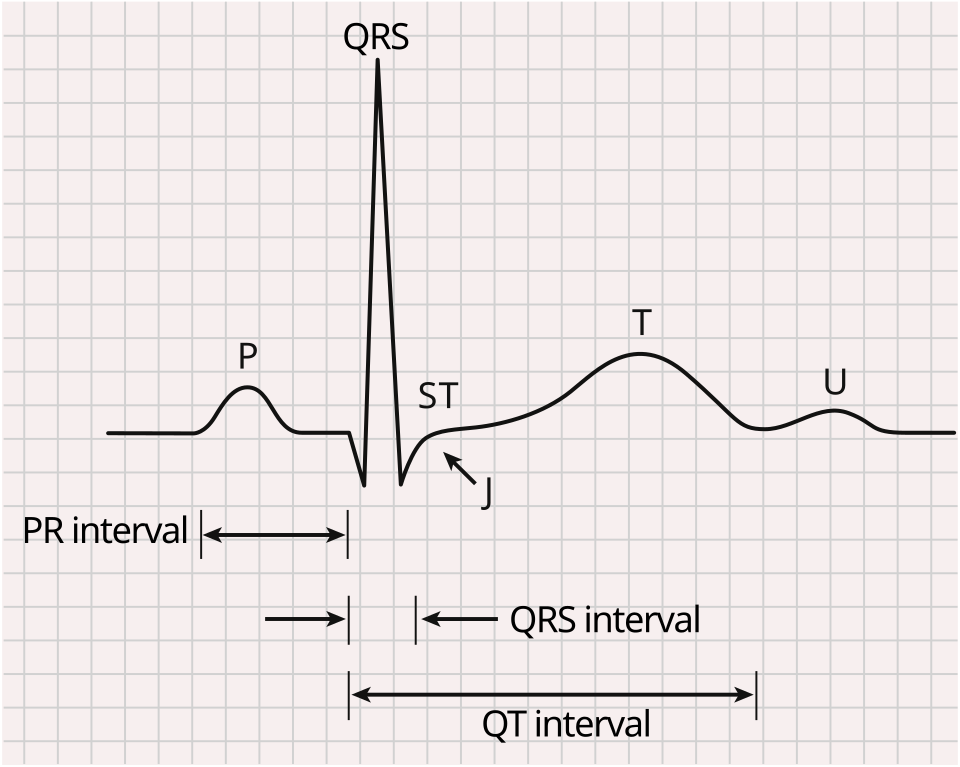 QRS
T
P
U
ST
J
PR interval
QRS interval
QT interval